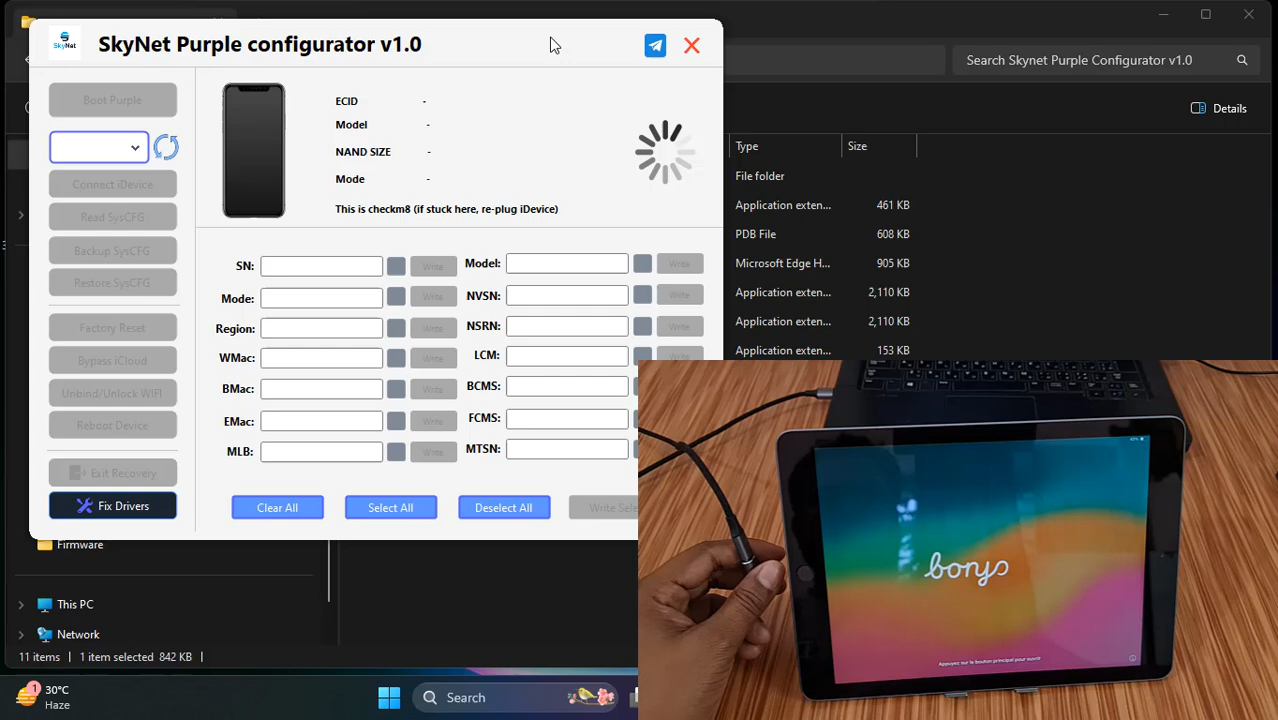 SkyNet
SkyNet Purple configurator v1.0
Search Skynet Purple Configurator v1.0
Boot Purple
Connect iDevice
Read SysCFG
Backup SysCFG
Restore SysCFG
Factory Reset
Bypass iCloud
Unbind/Unlock WIFI
Reboot Device
Exit Recovery
Fix Drivers
ECID -
Model -
NAND SIZE -
Mode -
This is checkm8 (if stuck here, re-plug iDevice)
SN: Write
Mode: Write
Region: Write
WMac: Write
BMac: Write
EMac: Write
MLB: Write
Model: Write
NVSN: Write
NSRN: Write
LCM:
BCMS:
FCMS:
MTSN:
Clear All
Select All
Deselect All
Write Sele
Details
Type Size
File folder
Application exten... 461 KB
PDB File 608 KB
Microsoft Edge H... 905 KB
Application exten... 2,110 KB
Application exten... 2,110 KB
Application exten... 153 KB
Firmware
This PC
Network
11 items 1 item selected 842 KB
1
30°C
Haze
Search
Appuyez sur le bouton principal pour ouvrir